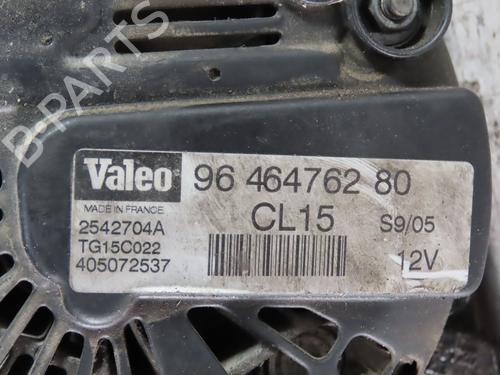 Valeo 96 464762 80
MADE IN FRANCE
CL15 S9/05
2542704A
TG15C022
405072537
12V
B-PARTS